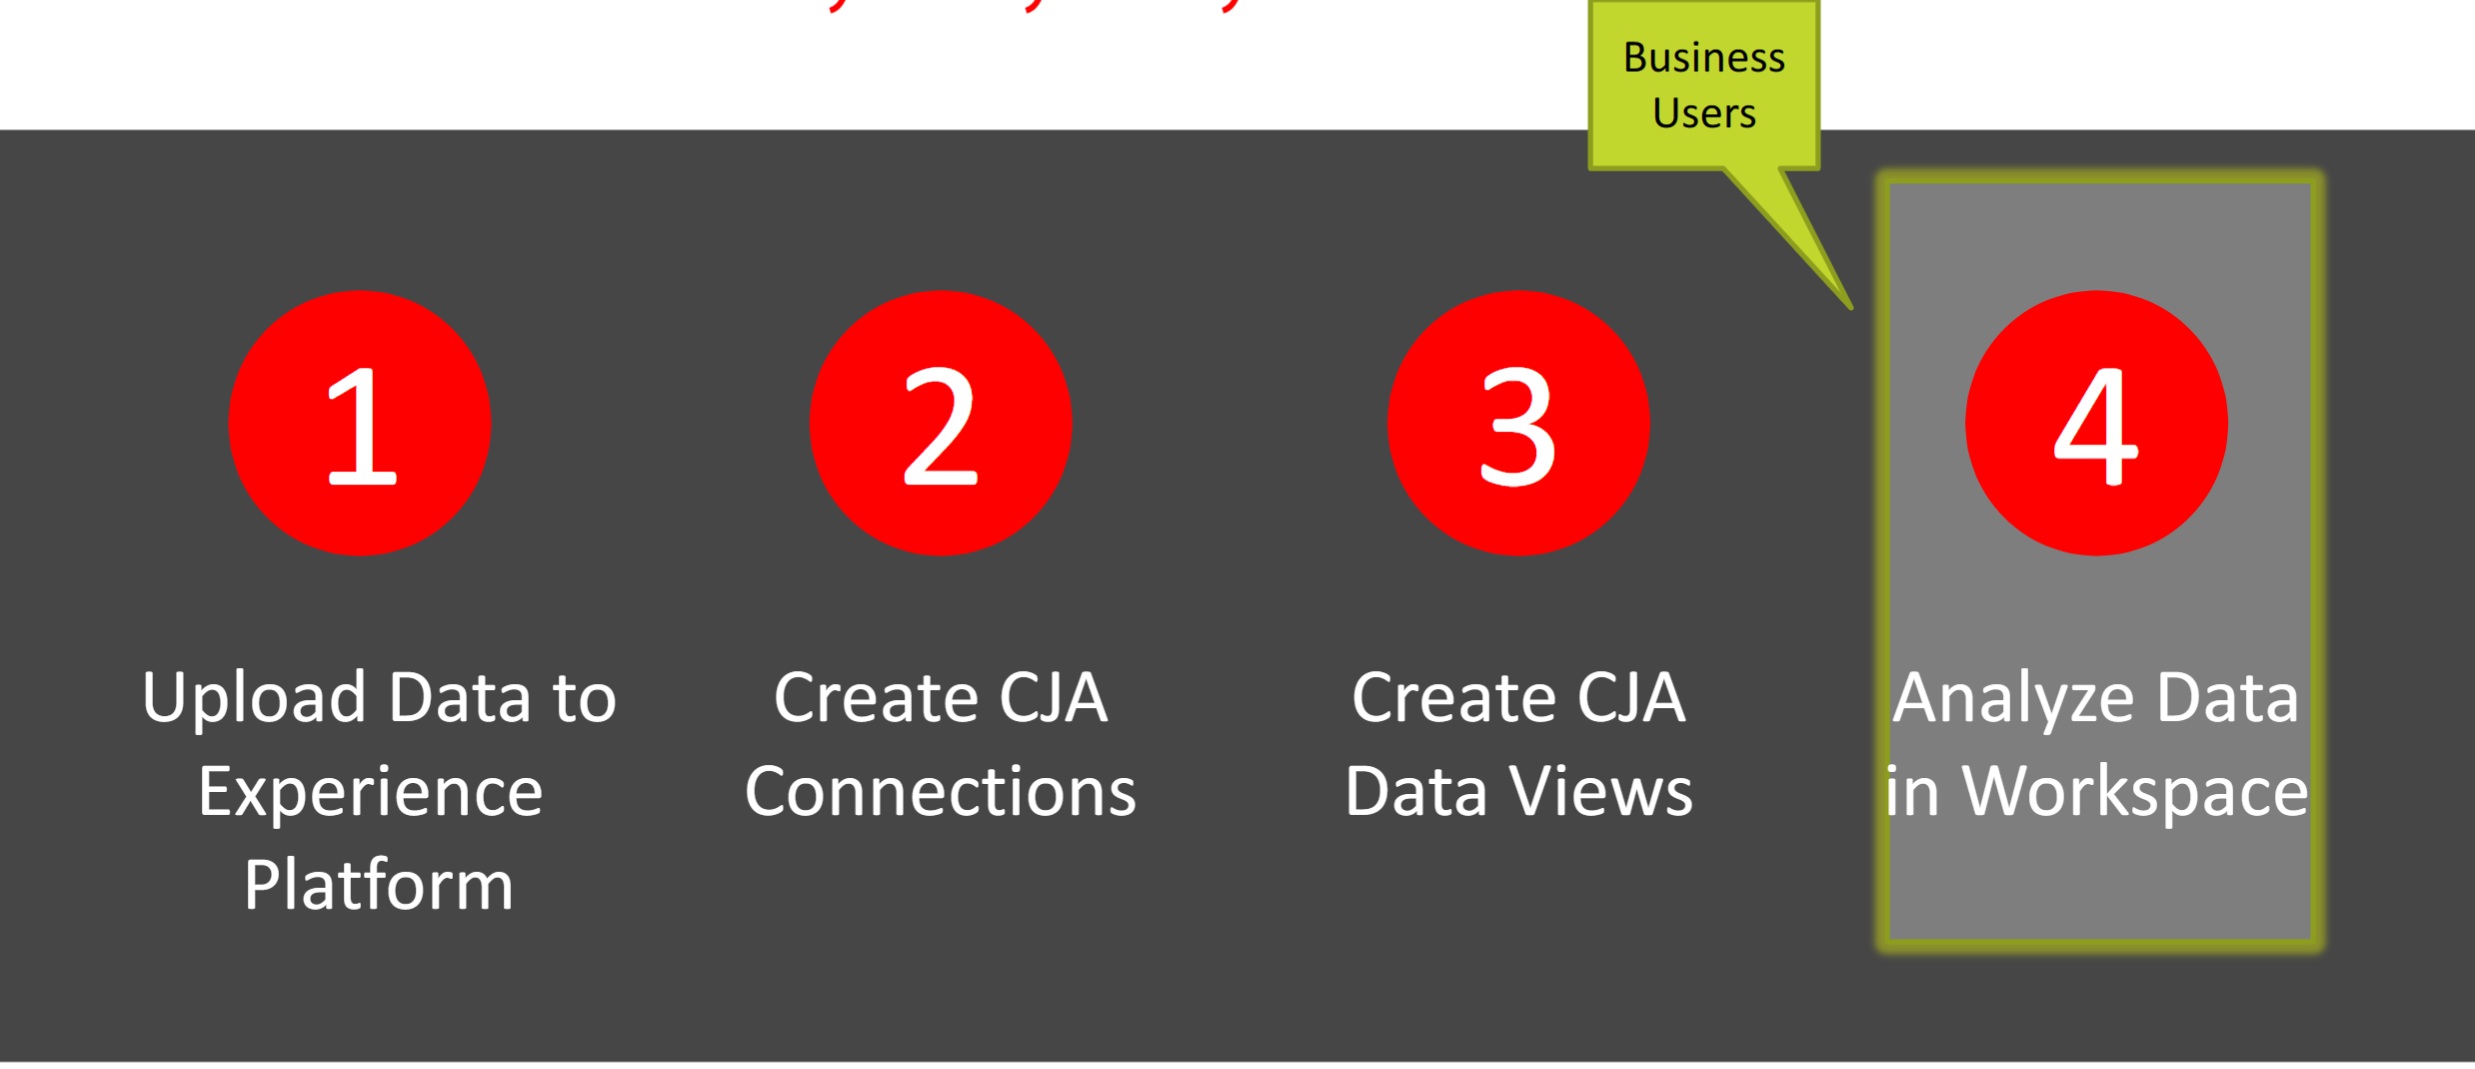 Business
Users
1
2
3
4
Upload Data to
Experience
Platform
Create CJA
Connections
Create CJA
Data Views
Analyze Data
in Workspace